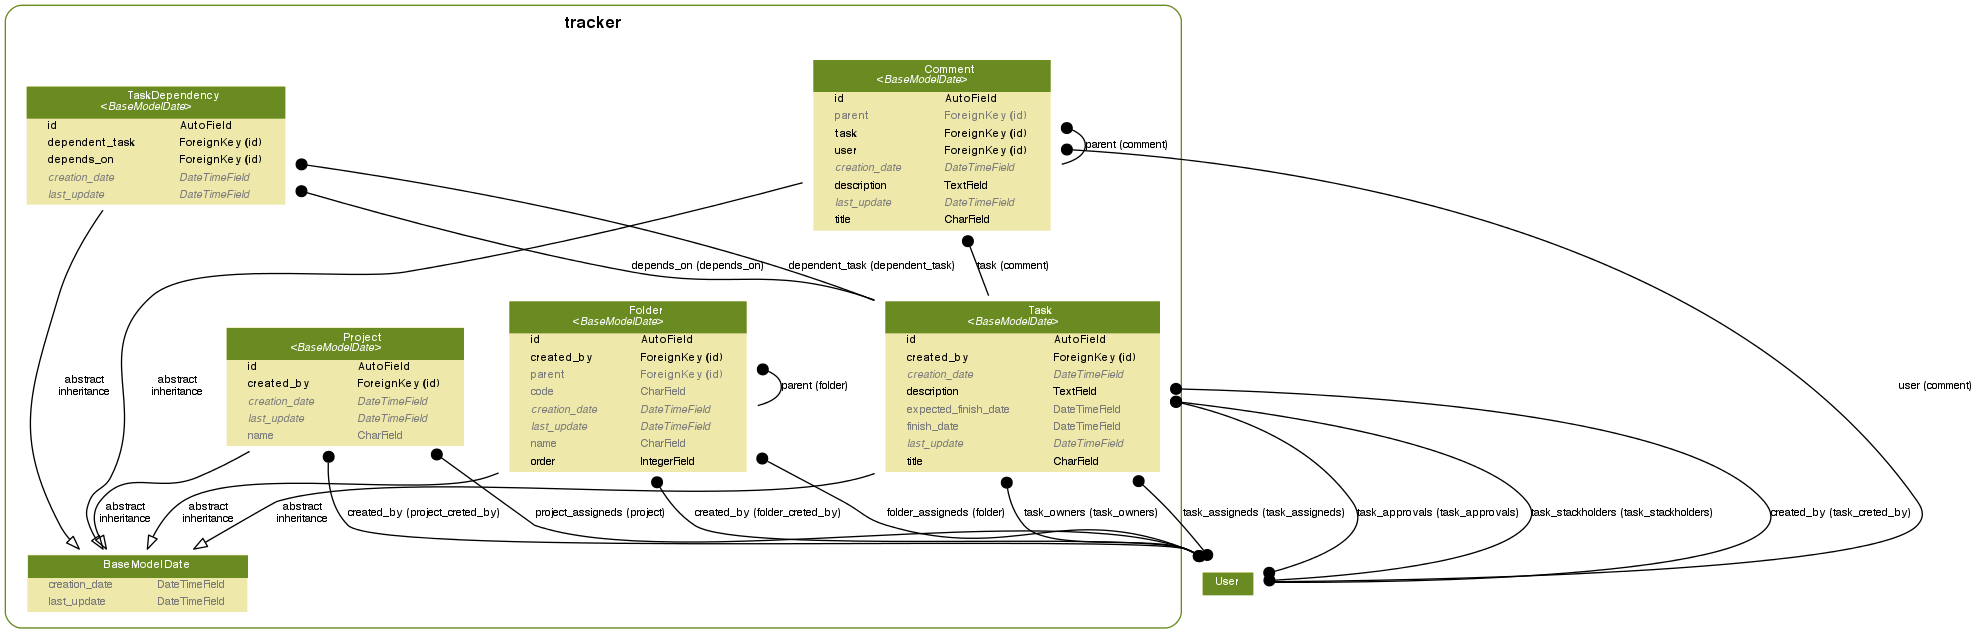 tracker
TaskDependency
<BaseModelDate>
id AutoField
dependent_task ForeignKey (id)
depends_on ForeignKey (id)
creation_date DateTimeField
last_update DateTimeField
Comment
<BaseModelDate>
id AutoField
parent ForeignKey (id)
task ForeignKey (id)
user ForeignKey (id)
creation_date DateTimeField
description TextField
last_update DateTimeField
title CharField
parent (comment)
depends_on (depends_on)
dependent_task (dependent_task)
task (comment)
Project
<BaseModelDate>
id AutoField
created_by ForeignKey (id)
creation_date DateTimeField
last_update DateTimeField
name CharField
Folder
<BaseModelDate>
id AutoField
created_by ForeignKey (id)
parent ForeignKey (id)
code CharField
creation_date DateTimeField
last_update DateTimeField
name CharField
order IntegerField
parent (folder)
Task
<BaseModelDate>
id AutoField
created_by ForeignKey (id)
creation_date DateTimeField
description TextField
expected_finish_date DateTimeField
finish_date DateTimeField
last_update DateTimeField
title CharField
user (comment)
abstract
inheritance
abstract
inheritance
abstract
inheritance
abstract
inheritance
abstract
inheritance
created_by (project_creted_by)
project_assigneds (project)
created_by (folder_creted_by)
folder_assigneds (folder)
task_owners (task_owners)
task_assigneds (task_assigneds)
task_approvals (task_approvals)
task_stackholders (task_stackholders)
created_by (task_creted_by)
BaseModelDate
creation_date DateTimeField
last_update DateTimeField
User